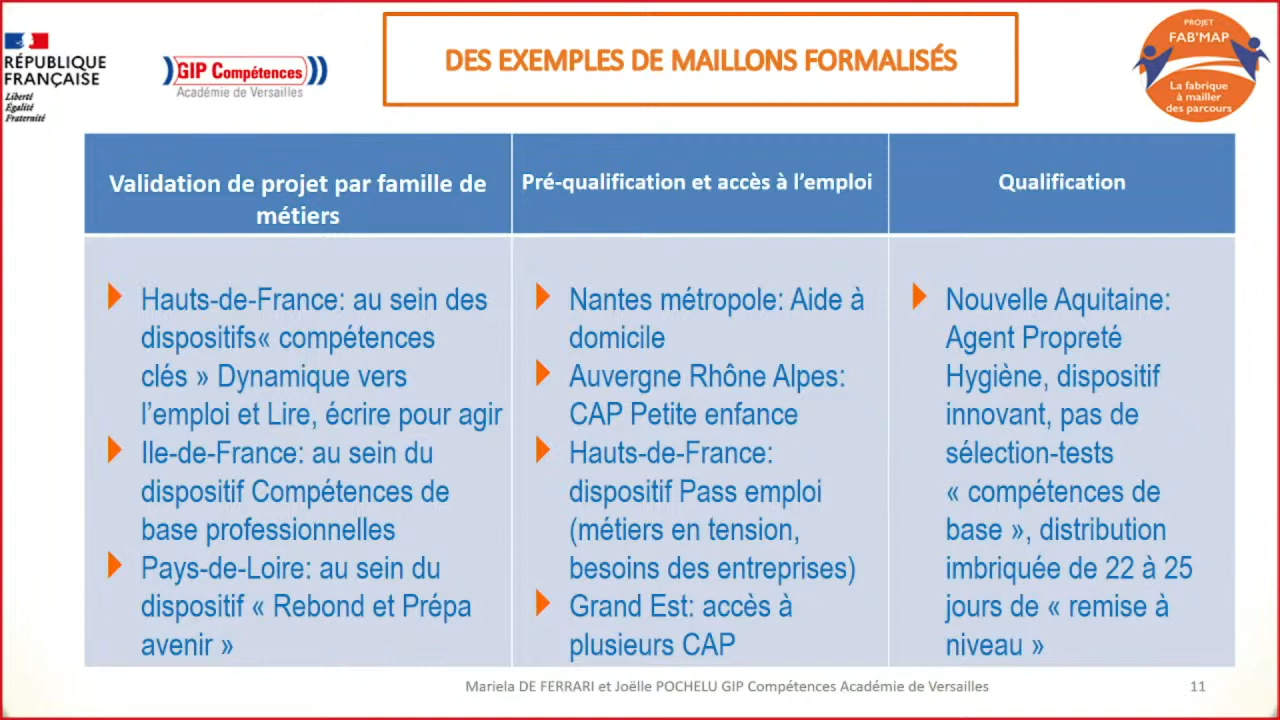 RÉPUBLIQUE
FRANÇAISE
Liberté
Égalité
Fraternité
GIP Compétences
Académie de Versailles
DES EXEMPLES DE MAILLONS FORMALISÉS
PROJET
FAB'MAP
La fabrique
à mailler
des parcours
Validation de projet par famille de
métiers
Pré-qualification et accès à l'emploi
Qualification
Hauts-de-France: au sein des
dispositifs« compétences
clés » Dynamique vers
l'emploi et Lire, écrire pour agir
Ile-de-France: au sein du
dispositif Compétences de
base professionnelles
Pays-de-Loire: au sein du
dispositif « Rebond et Prépa
avenir »
Nantes métropole: Aide à
domicile
Auvergne Rhône Alpes:
CAP Petite enfance
Hauts-de-France:
dispositif Pass emploi
(métiers en tension,
besoins des entreprises)
Grand Est: accès à
plusieurs CAP
Nouvelle Aquitaine:
Agent Propreté
Hygiène, dispositif
innovant, pas de
sélection-tests
« compétences de
base », distribution
imbriquée de 22 à 25
jours de « remise à
niveau »
Mariela DE FERRARI et Joëlle POCHELU GIP Compétences Académie de Versailles
11